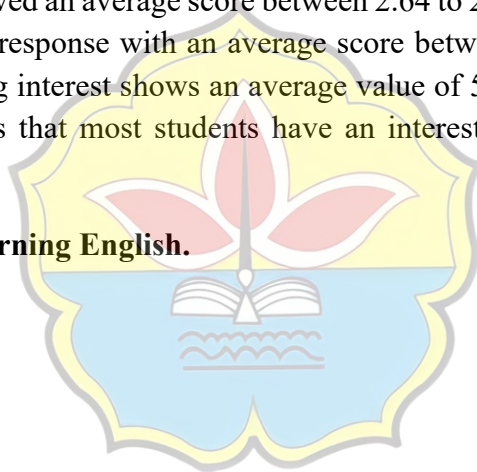 ved an average score between 2.64 to 2
response with an average score betw
g interest shows an average value of 5
s that most students have an interest
rning English.